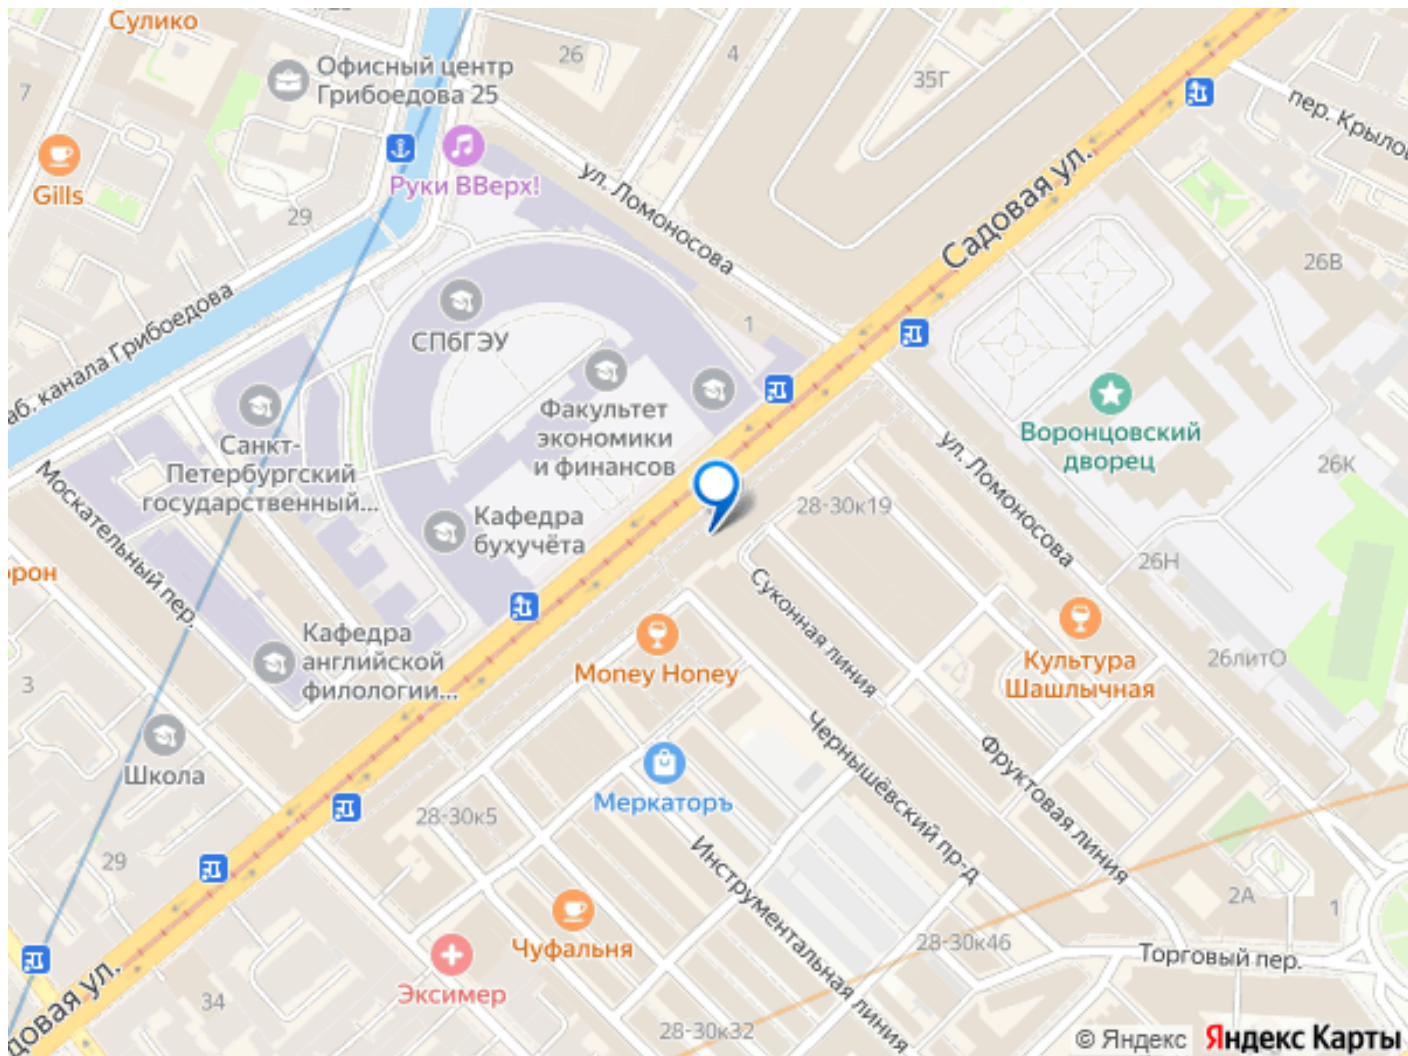 Сулико
Офисный центр
Грибоедова 25
26
4
35Г
7
пер. Крылов
Gills
Руки ВВерх!
ул. Ломоносова
Садовая ул.
29
26В
наб. канала Грибоедова
СПбГЭУ
1
Факультет
экономики
и финансов
Воронцовский
дворец
Санкт-
Петербургский
государственный...
ул. Ломоносова
26К
Москательный пер.
28-30к19
Кафедра
бухучёта
26Н
орон
Суконная линия
Кафедра
английской
филологии...
Money Honey
Культура
Шашлычная
26литО
3
Школа
Чернышёвский пр-д
Фруктовая линия
Меркаторъ
28-30к5
29
Инструментальная линия
2А
1
Чуфальня
28-30к46
Торговый пер.
Эксимер
34
довая ул.
28-30к32
© Яндекс Яндекс Карты